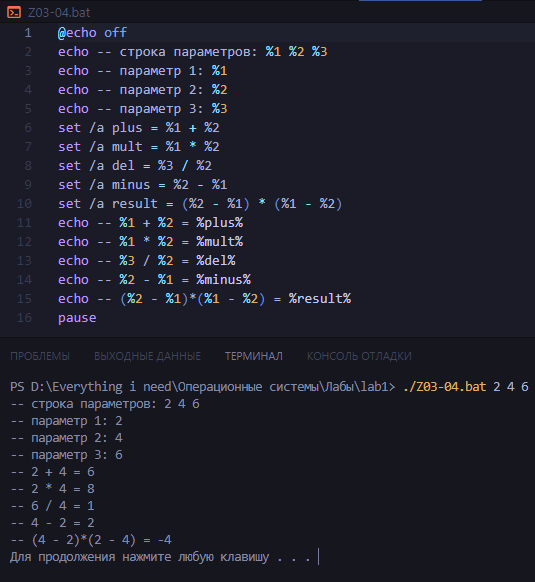 Z03-04.bat
1 @echo off
2 echo -- строка параметров: %1 %2 %3
3 echo -- параметр 1: %1
4 echo -- параметр 2: %2
5 echo -- параметр 3: %3
6 set /a plus = %1 + %2
7 set /a mult = %1 * %2
8 set /a del = %3 / %2
9 set /a minus = %2 - %1
10 set /a result = (%2 - %1) * (%1 - %2)
11 echo -- %1 + %2 = %plus%
12 echo -- %1 * %2 = %mult%
13 echo -- %3 / %2 = %del%
14 echo -- %2 - %1 = %minus%
15 echo -- (%2 - %1)*(%1 - %2) = %result%
16 pause
ПРОБЛЕМЫ ВЫХОДНЫЕ ДАННЫЕ ТЕРМИНАЛ КОНСОЛЬ ОТЛАДКИ
PS D:\Everything i need\Операционные системы\Лабы\lab1> ./Z03-04.bat 2 4 6
-- строка параметров: 2 4 6
-- параметр 1: 2
-- параметр 2: 4
-- параметр 3: 6
-- 2 + 4 = 6
-- 2 * 4 = 8
-- 6 / 4 = 1
-- 4 - 2 = 2
-- (4 - 2)*(2 - 4) = -4
Для продолжения нажмите любую клавишу . . .